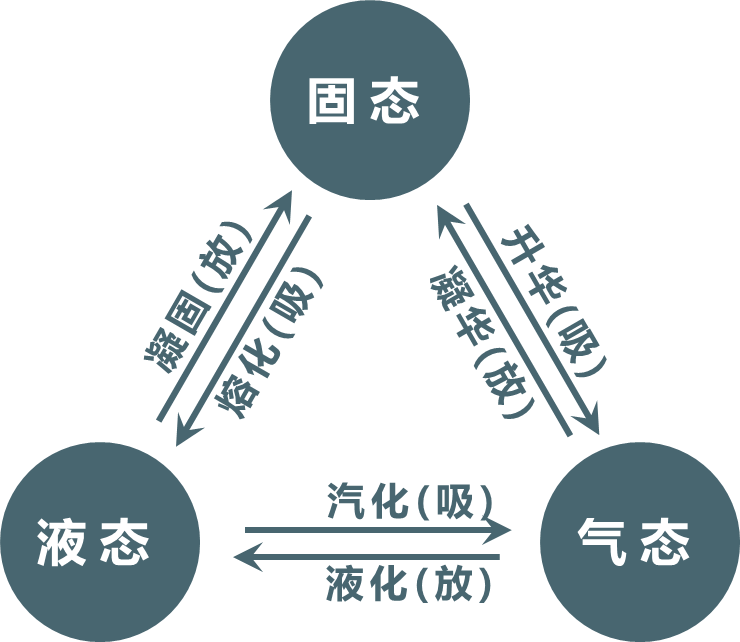 固态
凝固(放)
熔化(吸)
升华(吸)
凝华(放)
液态
汽化(吸)
液化(放)
气态